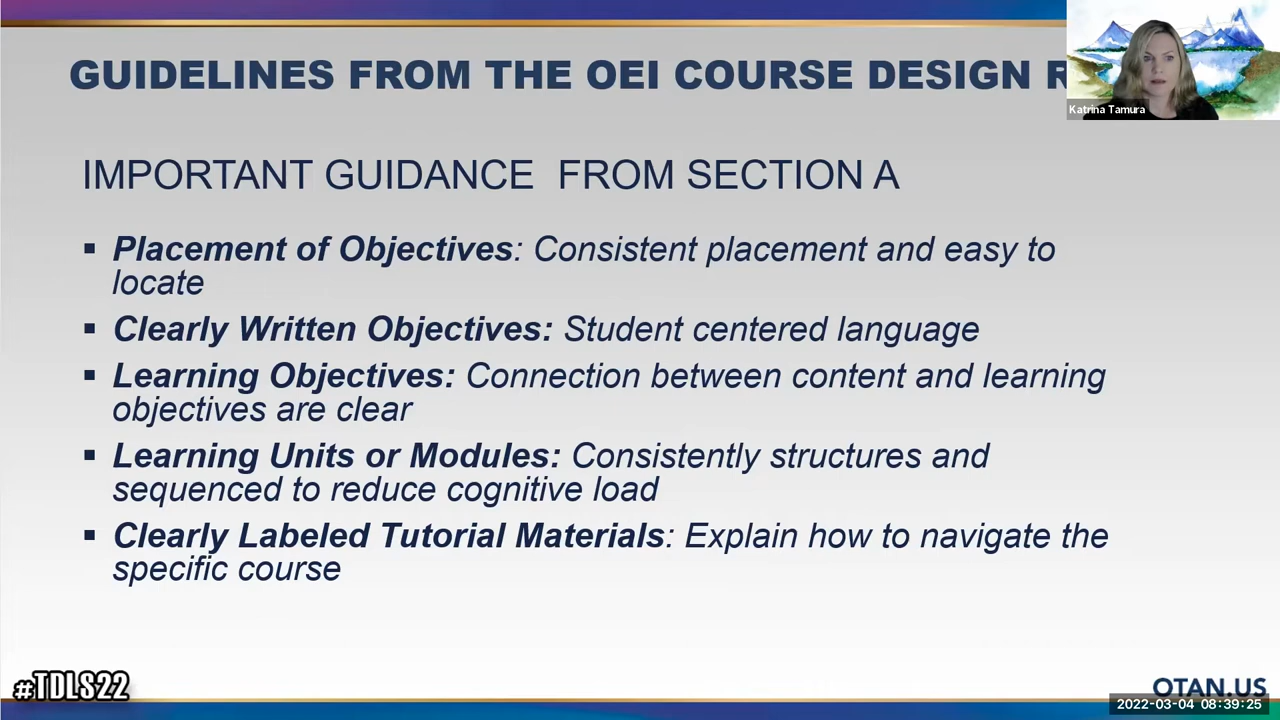 GUIDELINES FROM THE OEI COURSE DESIGN
Katrina Tamura
IMPORTANT GUIDANCE FROM SECTION A
▪ Placement of Objectives: Consistent placement and easy to
locate
▪ Clearly Written Objectives: Student centered language
▪ Learning Objectives: Connection between content and learning
objectives are clear
▪ Learning Units or Modules: Consistently structures and
sequenced to reduce cognitive load
▪ Clearly Labeled Tutorial Materials: Explain how to navigate the
specific course
#TDLS22
OTAN.US
2022-03-04 08:39:25